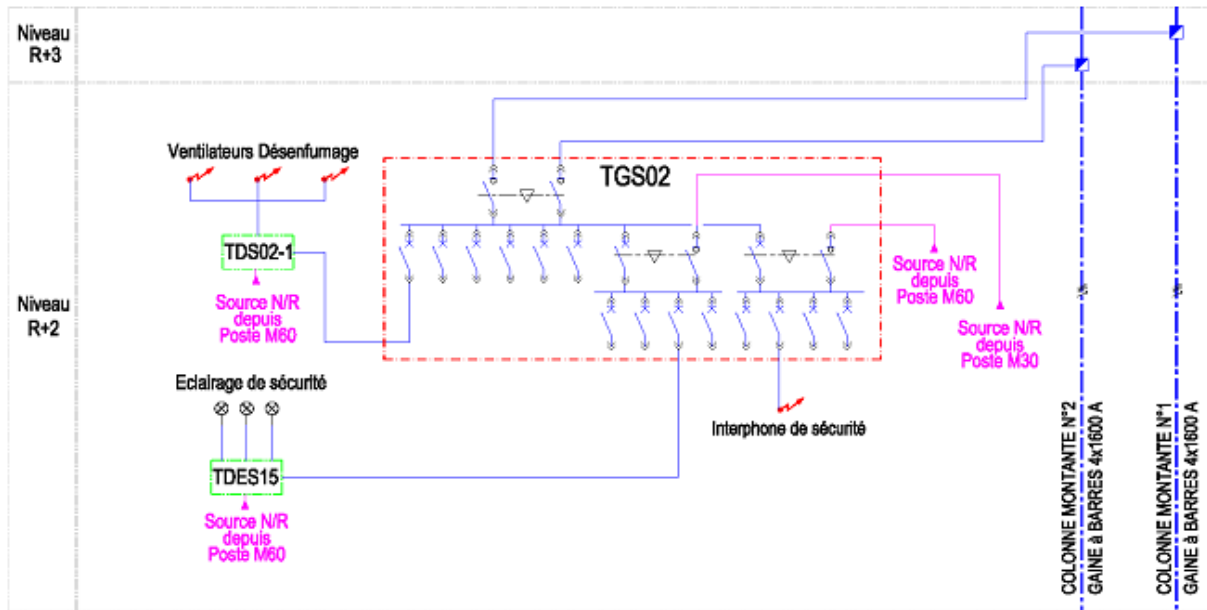 Niveau
R+3
Ventilateurs Désenfumage
TGS02
TDS02-1
Source N/R
depuis
Poste M60
Source N/R
depuis
Poste M60
Niveau
R+2
Source N/R
depuis
Poste M30
Eclairage de sécurité
Interphone de sécurité
TDES15
Source N/R
depuis
Poste M60
COLONNE MONTANTE N°2
GAINE à BARRES 4x1600 A
COLONNE MONTANTE N°1
GAINE à BARRES 4x1600 A